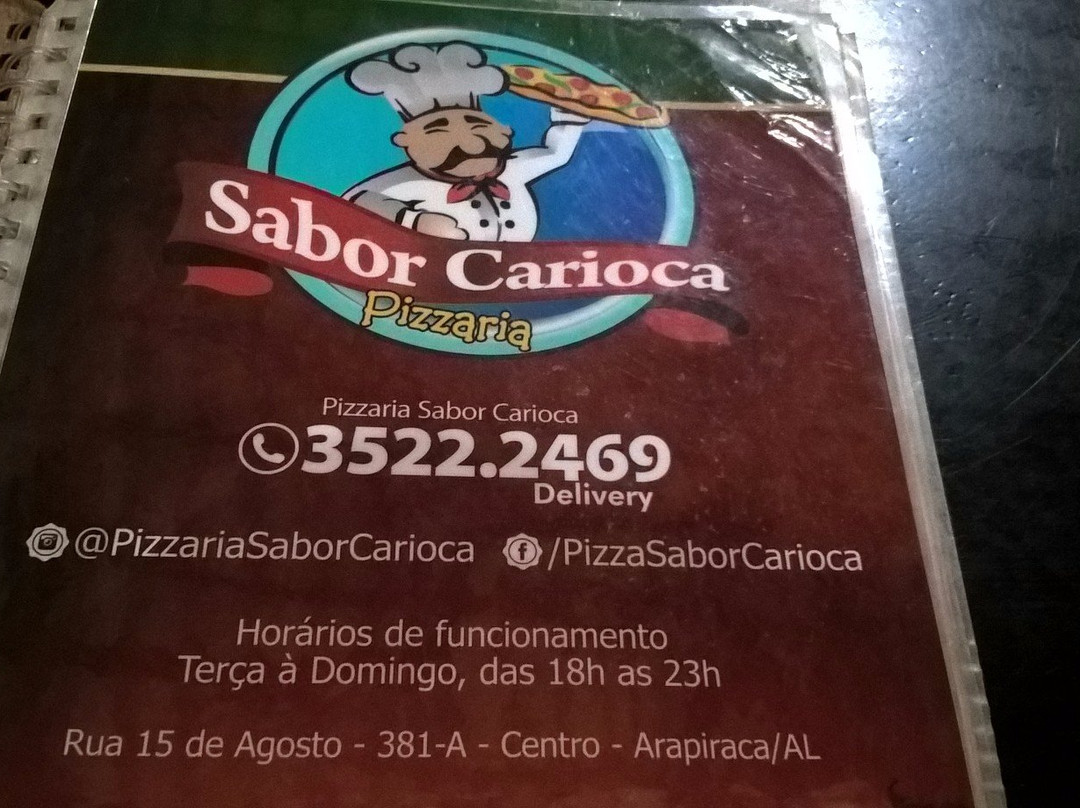 Sabor Carioca
Pizzaria
Pizzaria Sabor Carioca
3522.2469
Delivery
@PizzariaSaborCarioca f/PizzaSaborCarioca
Horários de funcionamento
Terça à Domingo, das 18h as 23h
Rua 15 de Agosto - 381-A - Centro - Arapiraca/AL